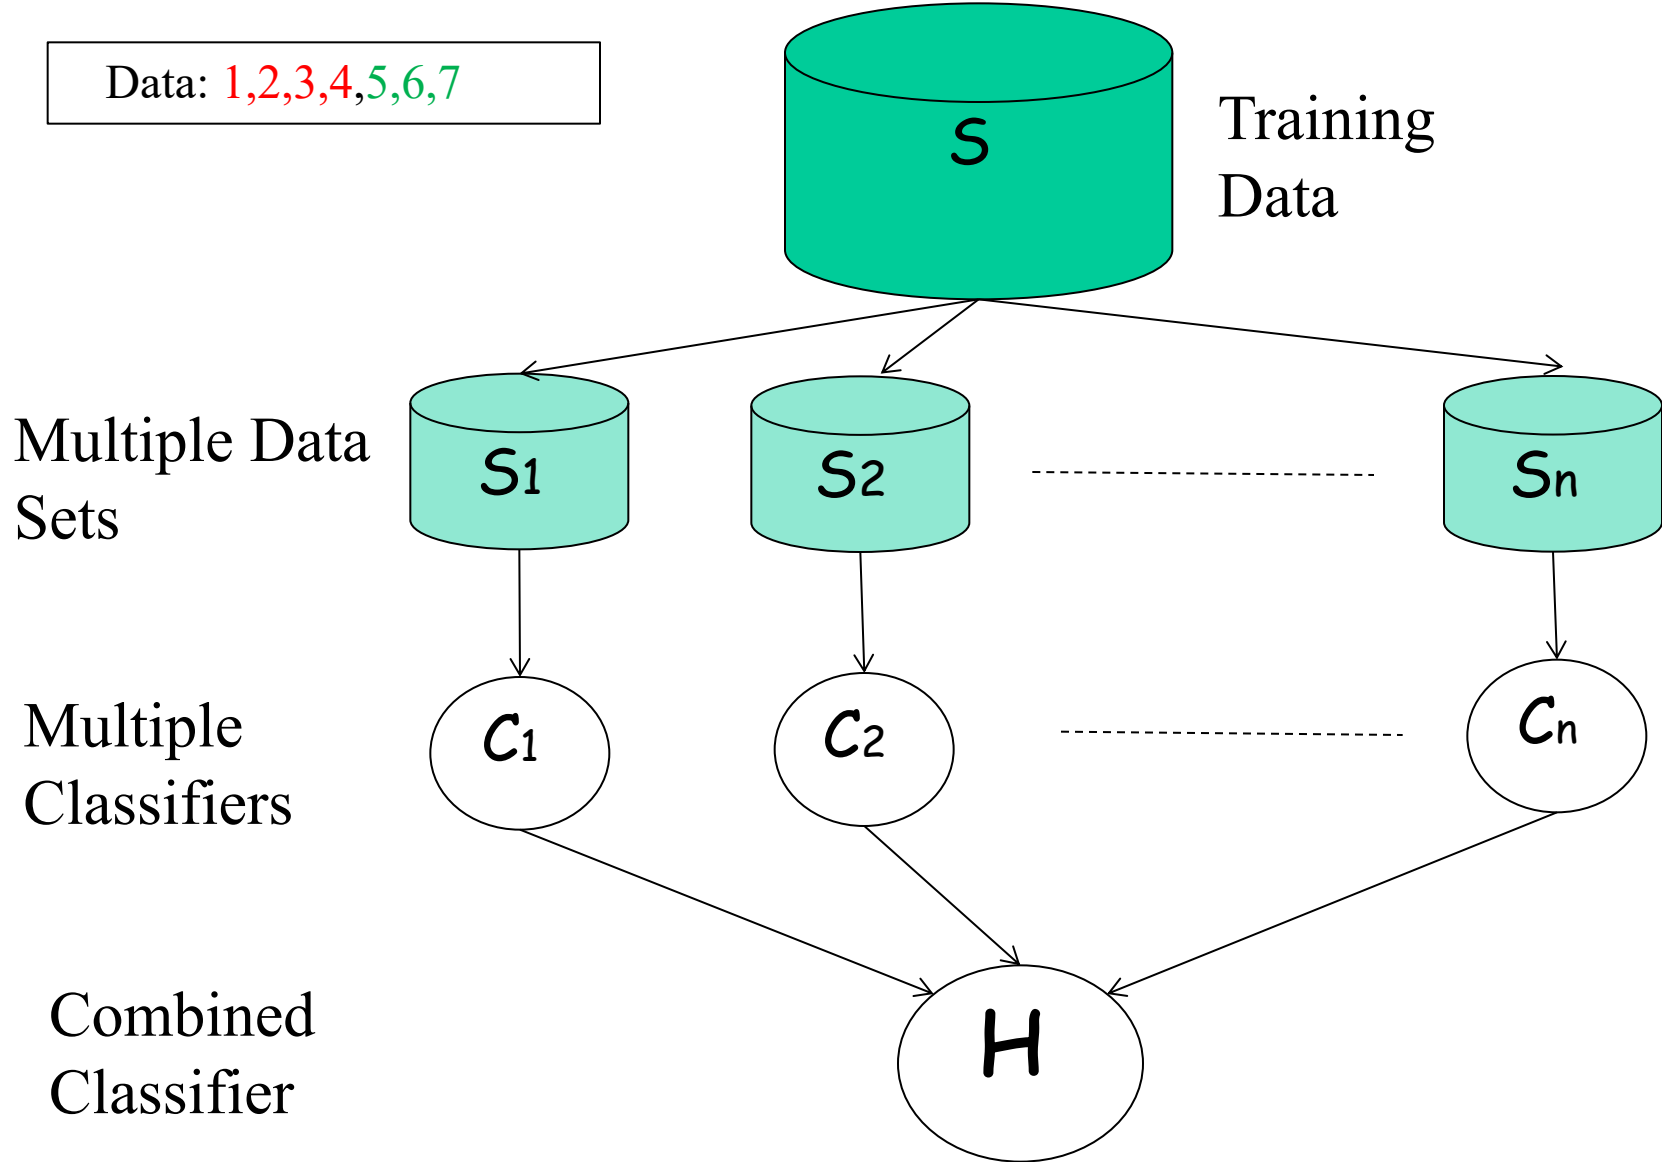 Data: 1,2,3,4,5,6,7
S
Training
Data
Multiple Data
Sets
S1
S2
Sn
Multiple
Classifiers
C1
C2
Cn
Combined
Classifier
H